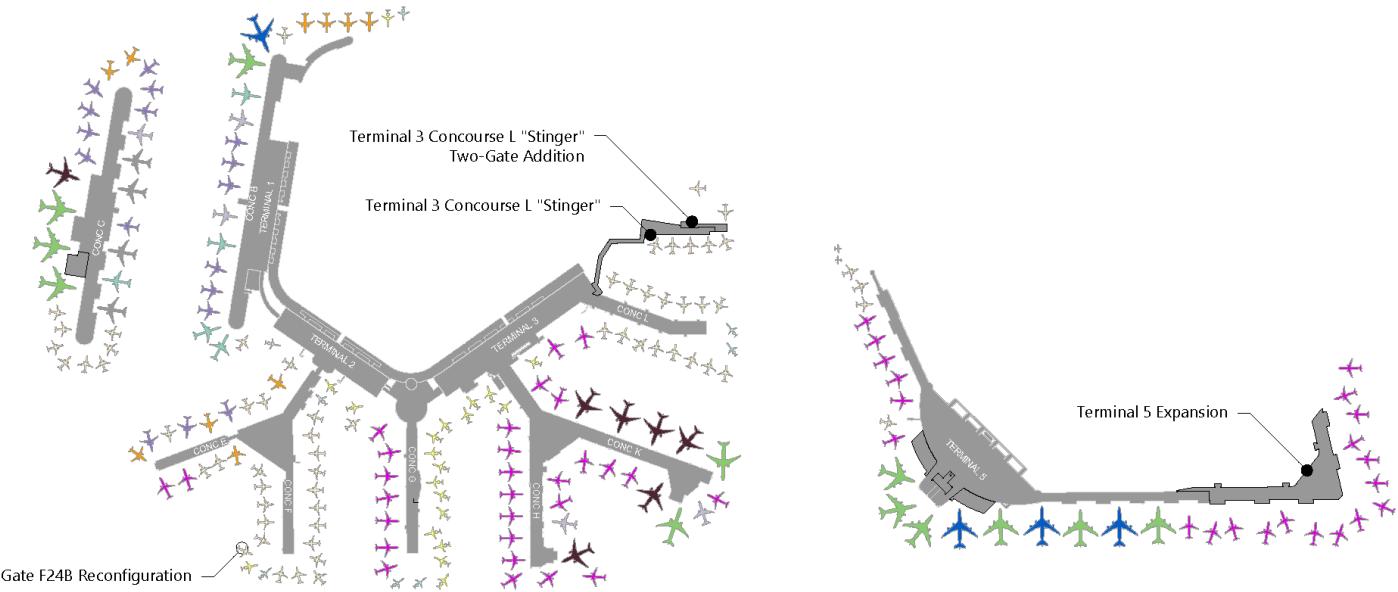 Terminal 3 Concourse L "Stinger"
Two-Gate Addition
Terminal 3 Concourse L "Stinger"
CONC C
CONC B
TERMINAL 1
TERMINAL 2
TERMINAL 3
CONC L
CONC E
CONC F
CONC G
CONC H
CONC K
Gate F24B Reconfiguration
Terminal 5 Expansion
TERMINAL 5